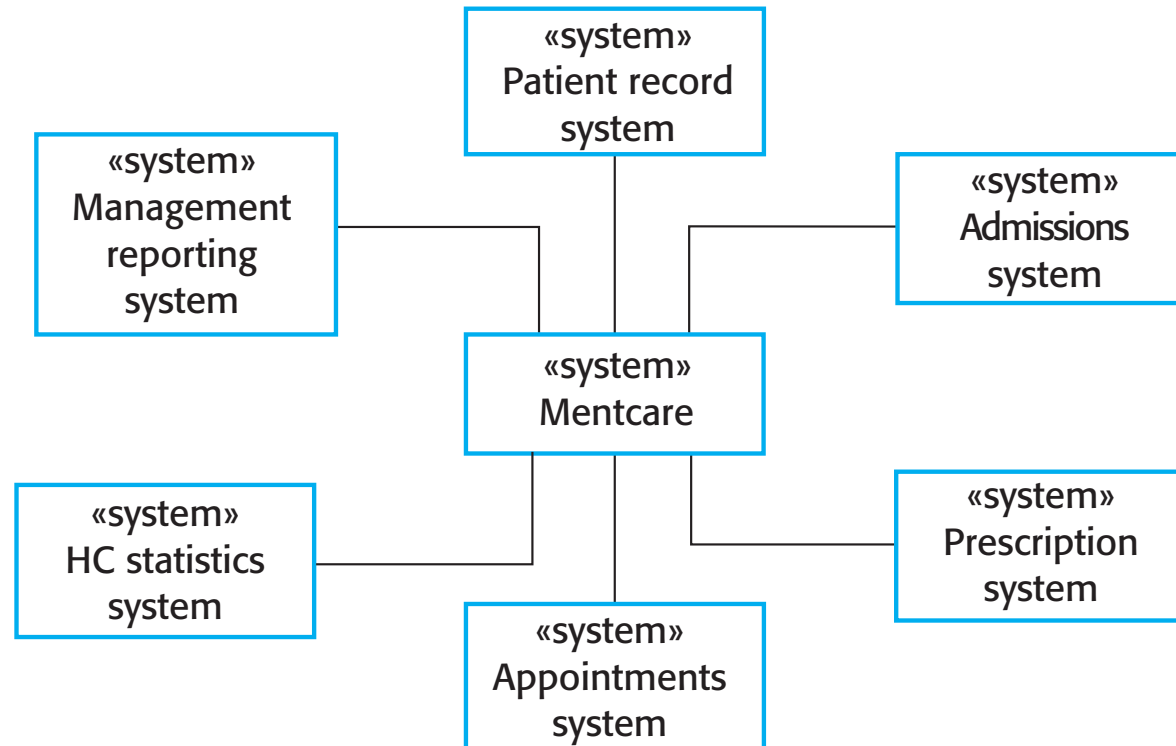 «system»
Patient record
system
«system»
Management
reporting
system
«system»
Admissions
system
«system»
Mentcare
«system»
HC statistics
system
«system»
Prescription
system
«system»
Appointments
system